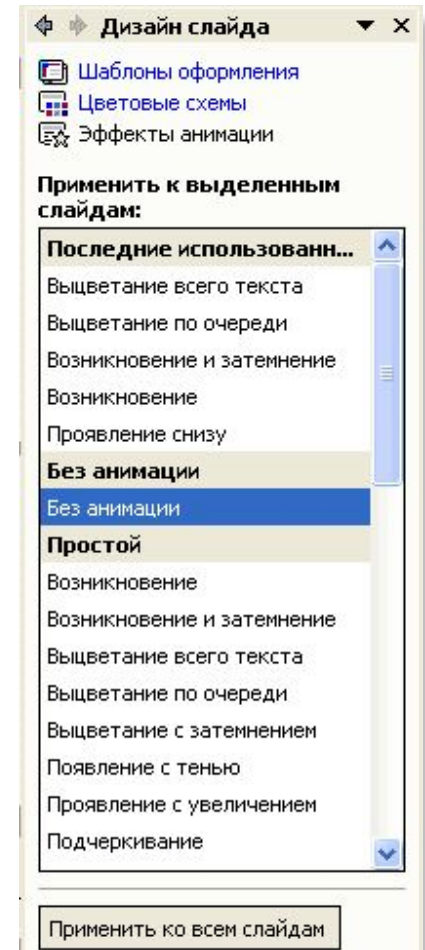 Дизайн слайда
Шаблоны оформления
Цветовые схемы
Эффекты анимации
Применить к выделенным
слайдам:
Последние использованн...
Выцветание всего текста
Выцветание по очереди
Возникновение и затемнение
Возникновение
Проявление снизу
Без анимации
Без анимации
Простой
Возникновение
Возникновение и затемнение
Выцветание всего текста
Выцветание по очереди
Выцветание с затемнением
Появление с тенью
Проявление с увеличением
Подчеркивание
Применить ко всем слайдам